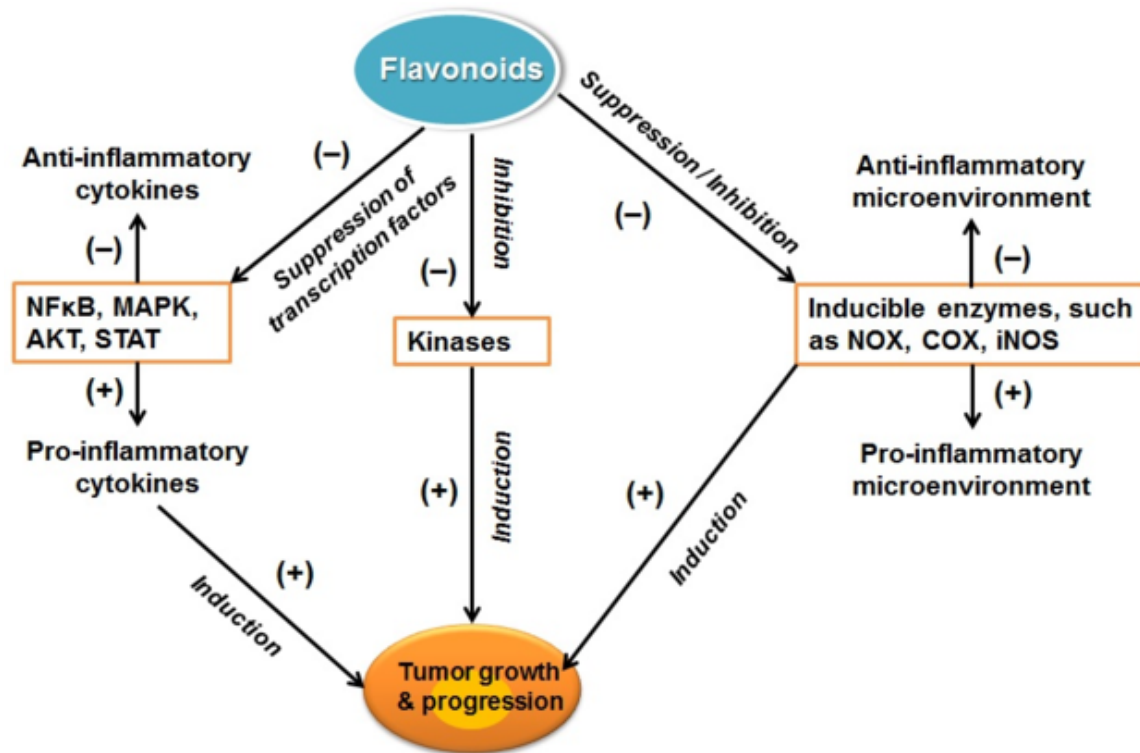 Flavonoids
(–)
Suppression of
transcription factors
Inhibition
(–)
Suppression / Inhibition
(–)
Anti-inflammatory
cytokines
(–)
NFκB, MAPK,
AKT, STAT
(+)
Pro-inflammatory
cytokines
Kinases
Anti-inflammatory
microenvironment
(–)
Inducible enzymes, such
as NOX, COX, iNOS
(+)
Pro-inflammatory
microenvironment
(+)
Induction
(+)
Induction
(+)
Induction
Tumor growth
& progression